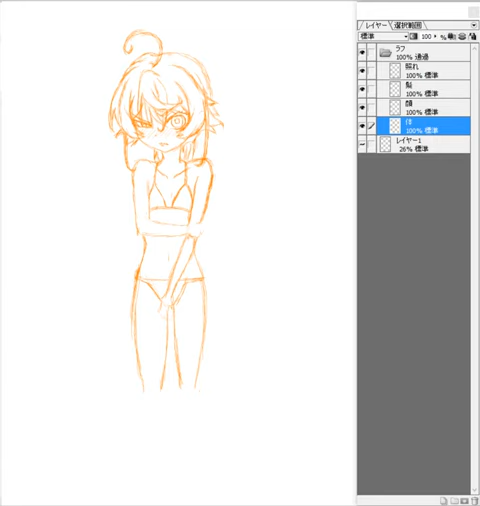 レイヤー 選択範囲
標準 100 %
ラフ
100% 通過
照れ
100% 標準
髪
100% 標準
顔
100% 標準
体
100% 標準
レイヤー1
26% 標準